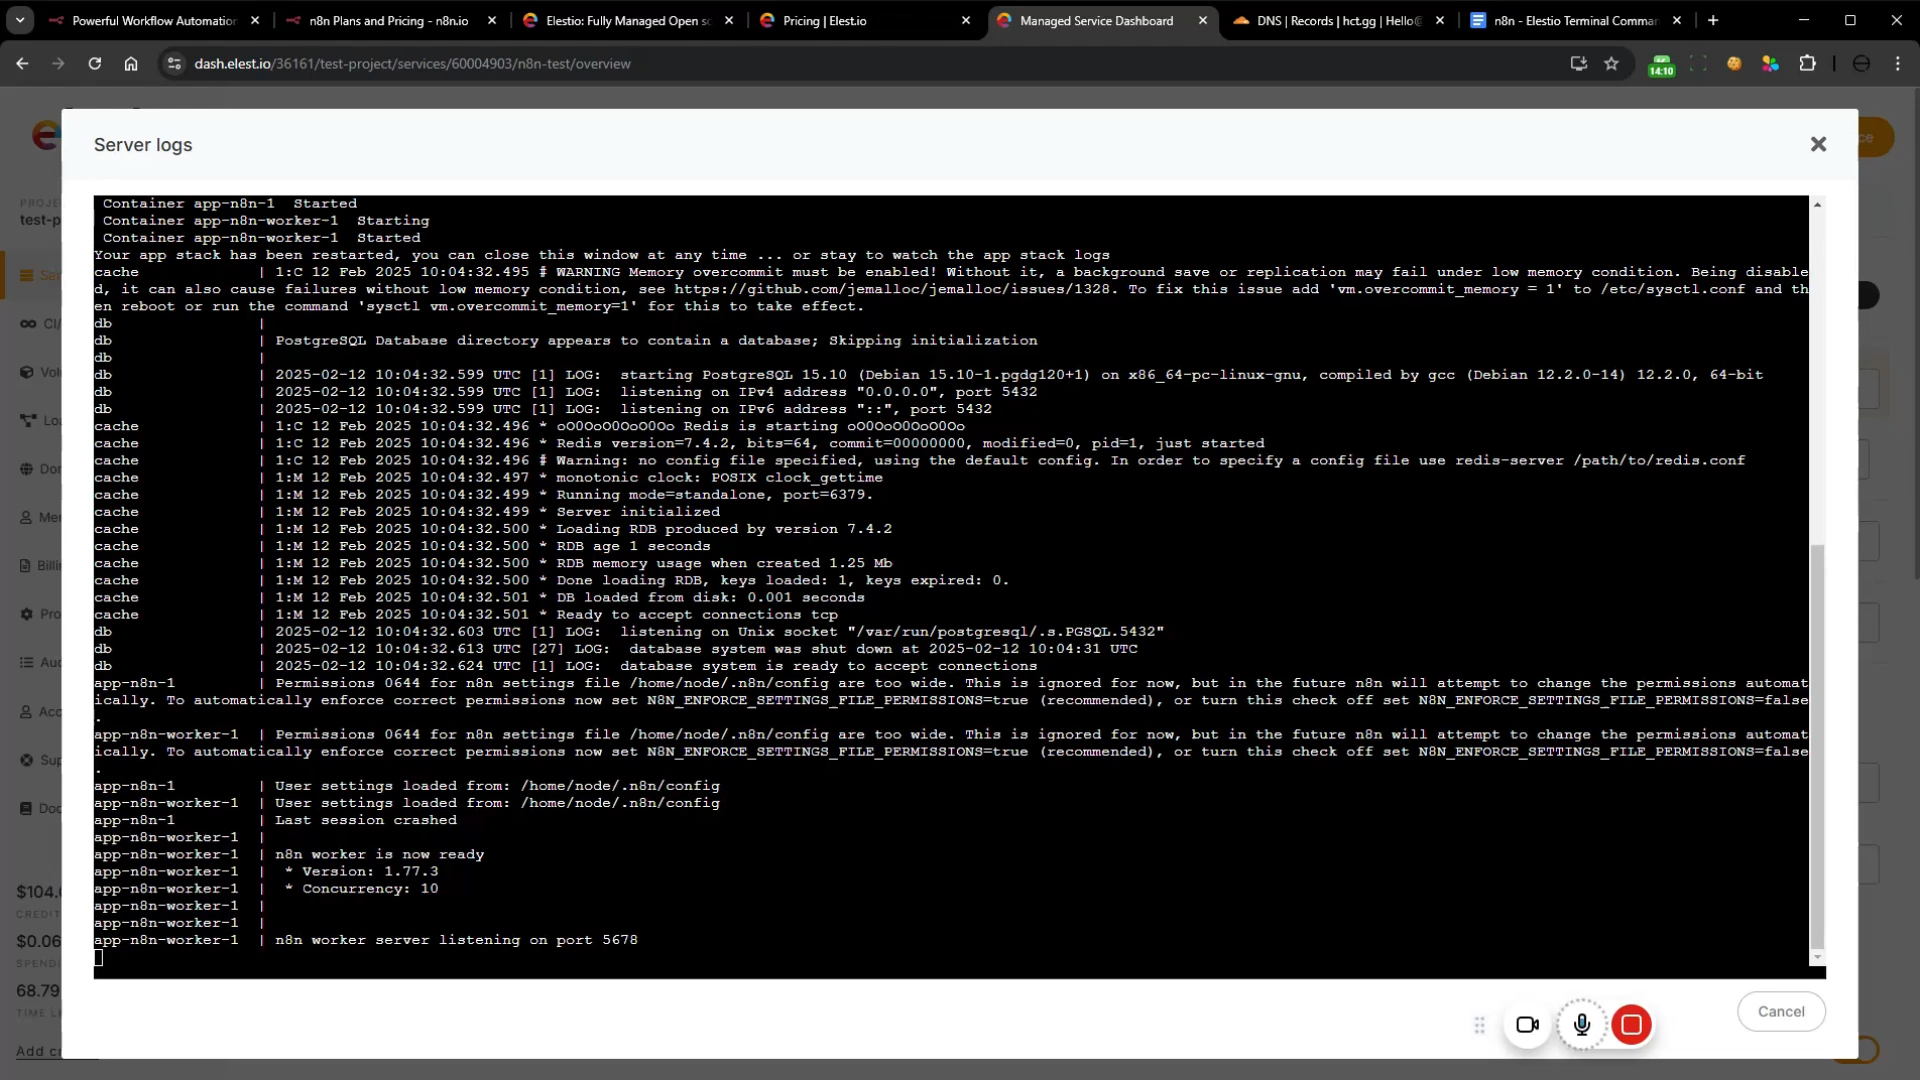 Powerful Workflow Automation
n8n Plans and Pricing - n8n.io
Elestio: Fully Managed Open so
Pricing | Elest.io
Managed Service Dashboard
DNS | Records | hct.gg | Hello@
n8n - Elestio Terminal Comman
dash.elest.io/36161/test-project/services/60004903/n8n-test/overview
14:10
Server logs
Container app-n8n-1  Started
Container app-n8n-worker-1  Starting
Container app-n8n-worker-1  Started
Your app stack has been restarted, you can close this window at any time ... or stay to watch the app stack logs
cache | 1:C 12 Feb 2025 10:04:32.495 # WARNING Memory overcommit must be enabled! Without it, a background save or replication may fail under low memory condition. Being disable
d, it can also cause failures without low memory condition, see https://github.com/jemalloc/jemalloc/issues/1328. To fix this issue add 'vm.overcommit_memory = 1' to /etc/sysctl.conf and th
en reboot or run the command 'sysctl vm.overcommit_memory=1' for this to take effect.
db |
db | PostgreSQL Database directory appears to contain a database; Skipping initialization
db |
db | 2025-02-12 10:04:32.599 UTC [1] LOG:  starting PostgreSQL 15.10 (Debian 15.10-1.pgdg120+1) on x86_64-pc-linux-gnu, compiled by gcc (Debian 12.2.0-14) 12.2.0, 64-bit
db | 2025-02-12 10:04:32.599 UTC [1] LOG:  listening on IPv4 address "0.0.0.0", port 5432
db | 2025-02-12 10:04:32.599 UTC [1] LOG:  listening on IPv6 address "::", port 5432
cache | 1:C 12 Feb 2025 10:04:32.496 * oO0OoO0OoO0Oo Redis is starting oO0OoO0OoO0Oo
cache | 1:C 12 Feb 2025 10:04:32.496 * Redis version=7.4.2, bits=64, commit=00000000, modified=0, pid=1, just started
cache | 1:C 12 Feb 2025 10:04:32.496 # Warning: no config file specified, using the default config. In order to specify a config file use redis-server /path/to/redis.conf
cache | 1:M 12 Feb 2025 10:04:32.497 * monotonic clock: POSIX clock_gettime
cache | 1:M 12 Feb 2025 10:04:32.499 * Running mode=standalone, port=6379.
cache | 1:M 12 Feb 2025 10:04:32.499 * Server initialized
cache | 1:M 12 Feb 2025 10:04:32.500 * Loading RDB produced by version 7.4.2
cache | 1:M 12 Feb 2025 10:04:32.500 * RDB age 1 seconds
cache | 1:M 12 Feb 2025 10:04:32.500 * RDB memory usage when created 1.25 Mb
cache | 1:M 12 Feb 2025 10:04:32.500 * Done loading RDB, keys loaded: 1, keys expired: 0.
cache | 1:M 12 Feb 2025 10:04:32.501 * DB loaded from disk: 0.001 seconds
cache | 1:M 12 Feb 2025 10:04:32.501 * Ready to accept connections tcp
db | 2025-02-12 10:04:32.603 UTC [1] LOG:  listening on Unix socket "/var/run/postgresql/.s.PGSQL.5432"
db | 2025-02-12 10:04:32.613 UTC [27] LOG:  database system was shut down at 2025-02-12 10:04:31 UTC
db | 2025-02-12 10:04:32.624 UTC [1] LOG:  database system is ready to accept connections
app-n8n-1 | Permissions 0644 for n8n settings file /home/node/.n8n/config are too wide. This is ignored for now, but in the future n8n will attempt to change the permissions automat
ically. To automatically enforce correct permissions now set N8N_ENFORCE_SETTINGS_FILE_PERMISSIONS=true (recommended), or turn this check off set N8N_ENFORCE_SETTINGS_FILE_PERMISSIONS=false
.
app-n8n-worker-1 | Permissions 0644 for n8n settings file /home/node/.n8n/config are too wide. This is ignored for now, but in the future n8n will attempt to change the permissions automat
ically. To automatically enforce correct permissions now set N8N_ENFORCE_SETTINGS_FILE_PERMISSIONS=true (recommended), or turn this check off set N8N_ENFORCE_SETTINGS_FILE_PERMISSIONS=false
.
app-n8n-1 | User settings loaded from: /home/node/.n8n/config
app-n8n-worker-1 | User settings loaded from: /home/node/.n8n/config
app-n8n-1 | Last session crashed
app-n8n-worker-1 |
app-n8n-worker-1 | n8n worker is now ready
app-n8n-worker-1 | * Version: 1.77.3
app-n8n-worker-1 | * Concurrency: 10
app-n8n-worker-1 |
app-n8n-worker-1 |
app-n8n-worker-1 | n8n worker server listening on port 5678
Cancel
PROJE
test-p
Se
CI/
Vol
Loa
Do
Me
Billi
Pro
Aud
Acc
Sup
Doc
$104.
CREDIT
$0.06
SPEND
68.79
TIME L
Add cr